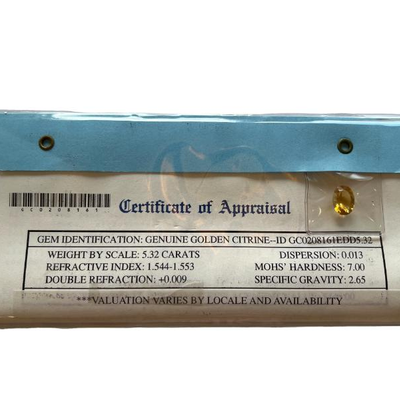 Certificate of Appraisal
GC0208161
GEM IDENTIFICATION: GENUINE GOLDEN CITRINE--ID GC0208161EDD5.32
WEIGHT BY SCALE: 5.32 CARATS DISPERSION: 0.013
REFRACTIVE INDEX: 1.544-1.553 MOHS' HARDNESS: 7.00
DOUBLE REFRACTION: +0.009 SPECIFIC GRAVITY: 2.65
***VALUATION VARIES BY LOCALE AND AVAILABILITY